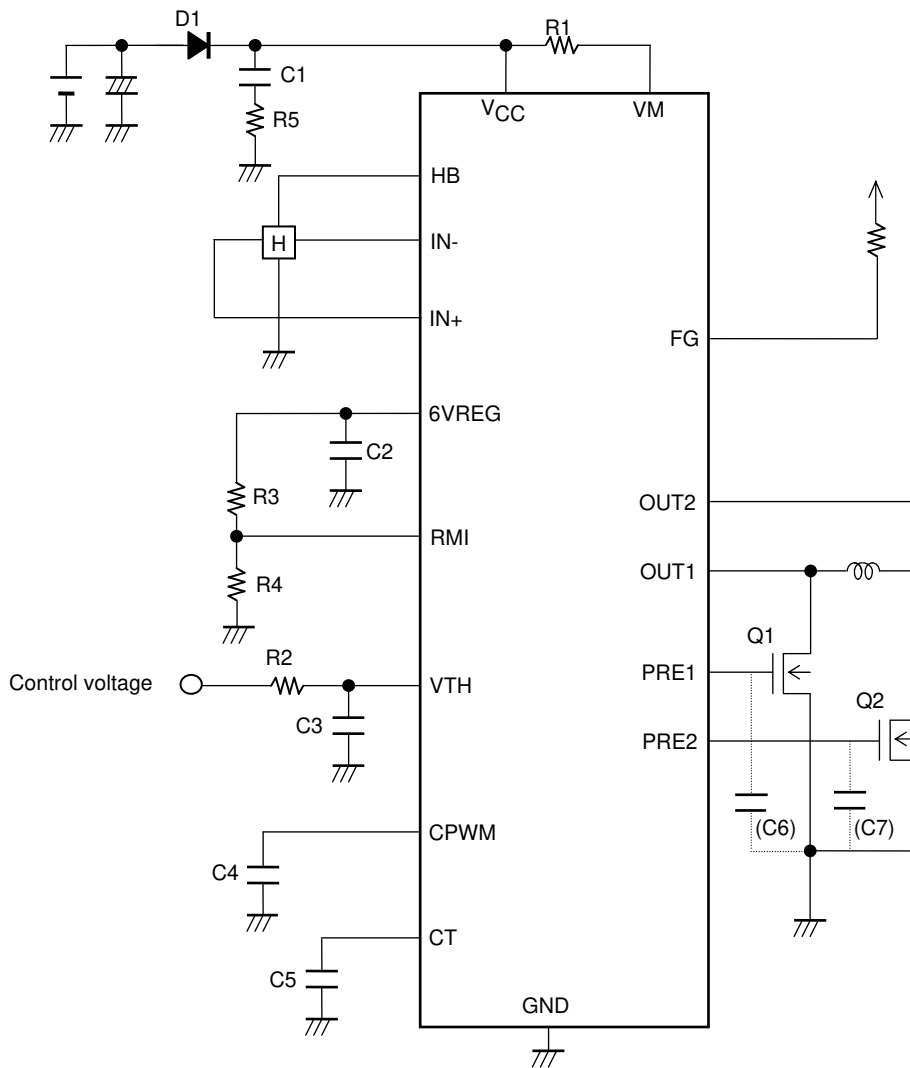 D1
R1
C1
R5
VCC
VM
HB
H
IN-
IN+
FG
6VREG
C2
R3
OUT2
RMI
OUT1
R4
Q1
R2
Control voltage
VTH
PRE1
C3
Q2
PRE2
CPWM
(C6)
(C7)
C4
CT
C5
GND